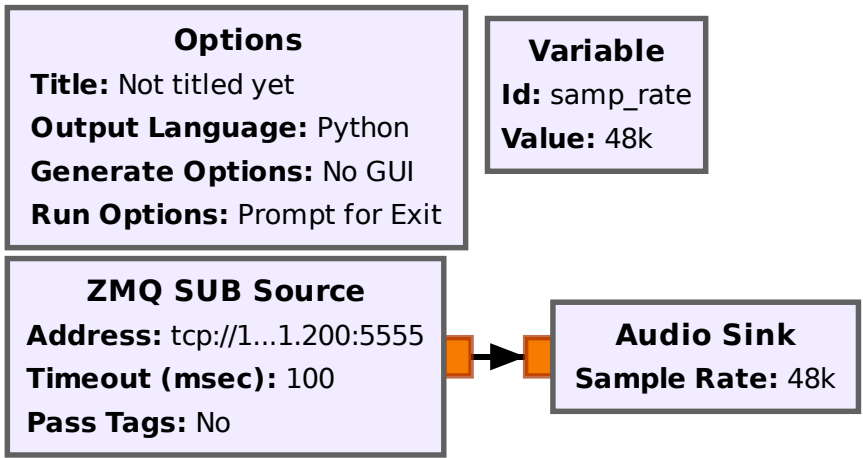 Options
Title: Not titled yet
Output Language: Python
Generate Options: No GUI
Run Options: Prompt for Exit
Variable
Id: samp_rate
Value: 48k
ZMQ SUB Source
Address: tcp://1...1.200:5555
Timeout (msec): 100
Pass Tags: No
Audio Sink
Sample Rate: 48k